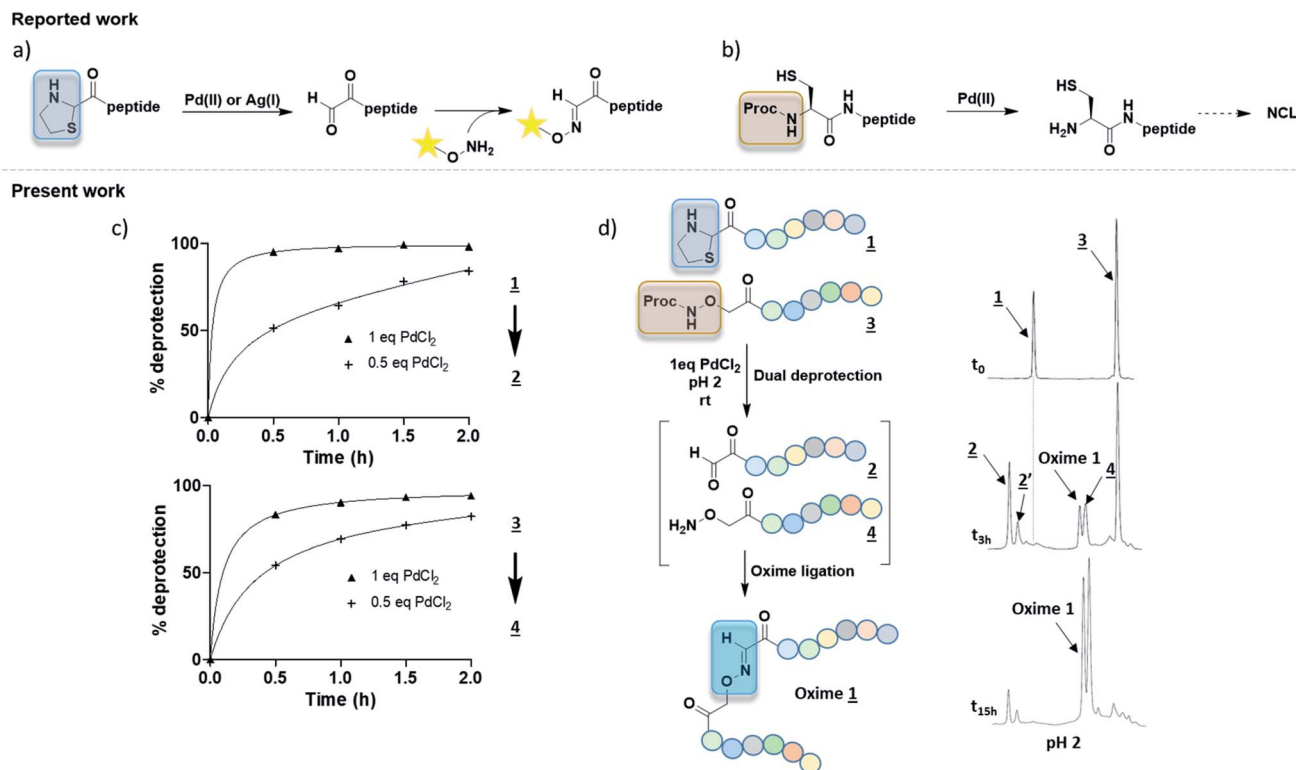 Reported work
a)
H
N
S
O
peptide
Pd(II) or Ag(I)
H
O
O
peptide
O
NH2
H
O
peptide
N
O
b)
HS
Proc
N
H
O
H
N
peptide
Pd(II)
HS
H2N
O
H
N
peptide
NCL
Present work
c)
% deprotection
100
50
0
0.0 0.5 1.0 1.5 2.0
Time (h)
1 eq PdCl2
0.5 eq PdCl2
1
2
% deprotection
100
50
0
0.0 0.5 1.0 1.5 2.0
Time (h)
1 eq PdCl2
0.5 eq PdCl2
3
4
d)
H
N
S
O
1
Proc
N
H
O
O
3
1eq PdCl2
pH 2
rt
Dual deprotection
H
O
O
2
H2N
O
O
4
Oxime ligation
H
O
N
O
O
Oxime 1
t0
1
3
t3h
2
2'
Oxime 1
4
t15h
Oxime 1
pH 2